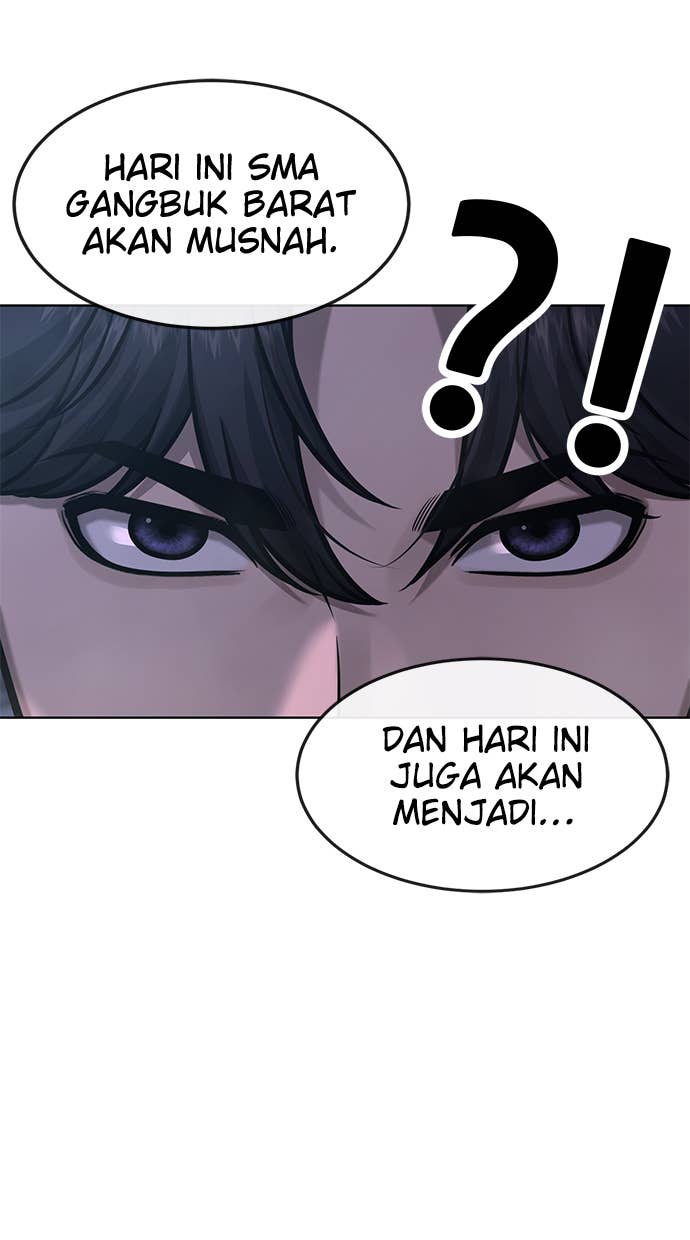 HARI INI SMA
GANGBUK BARAT
AKAN MUSNAH.
?!
DAN HARI INI
JUGA AKAN
MENJADI...